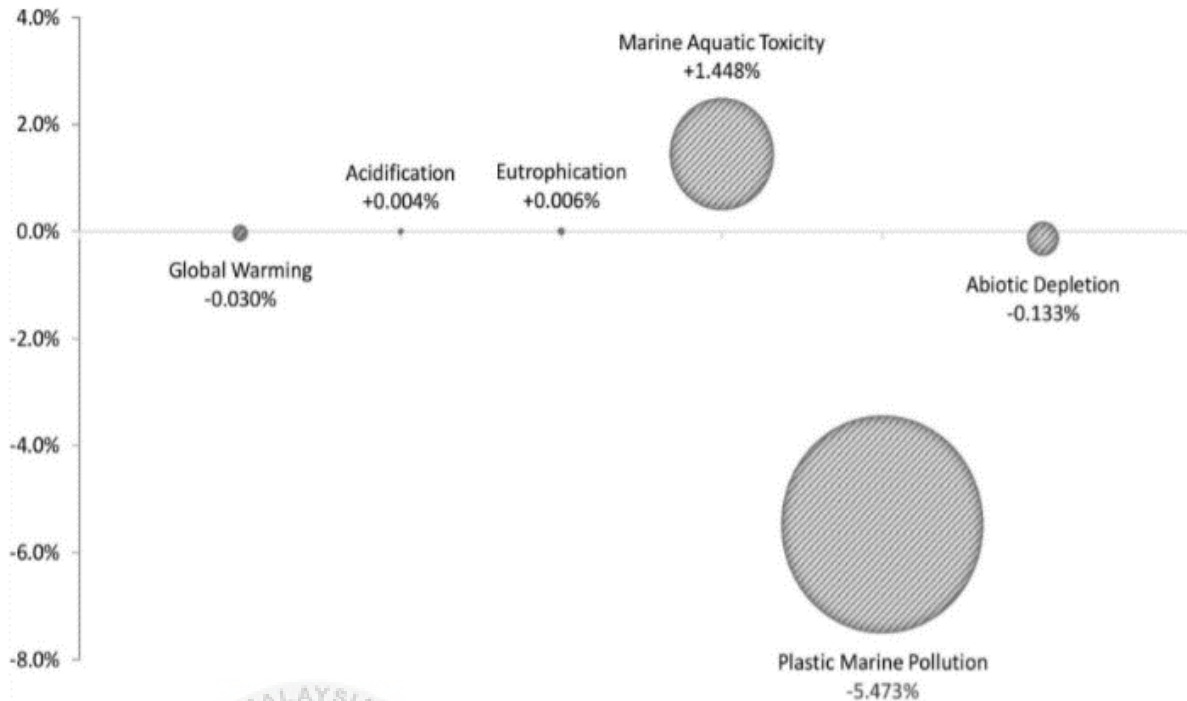 4.0%
Marine Aquatic Toxicity
+1.448%
2.0%
Acidification
+0.004%
Eutrophication
+0.006%
0.0%
Global Warming
-0.030%
Abiotic Depletion
-0.133%
-2.0%
-4.0%
-6.0%
-8.0%
Plastic Marine Pollution
-5.473%
MALAYSIA